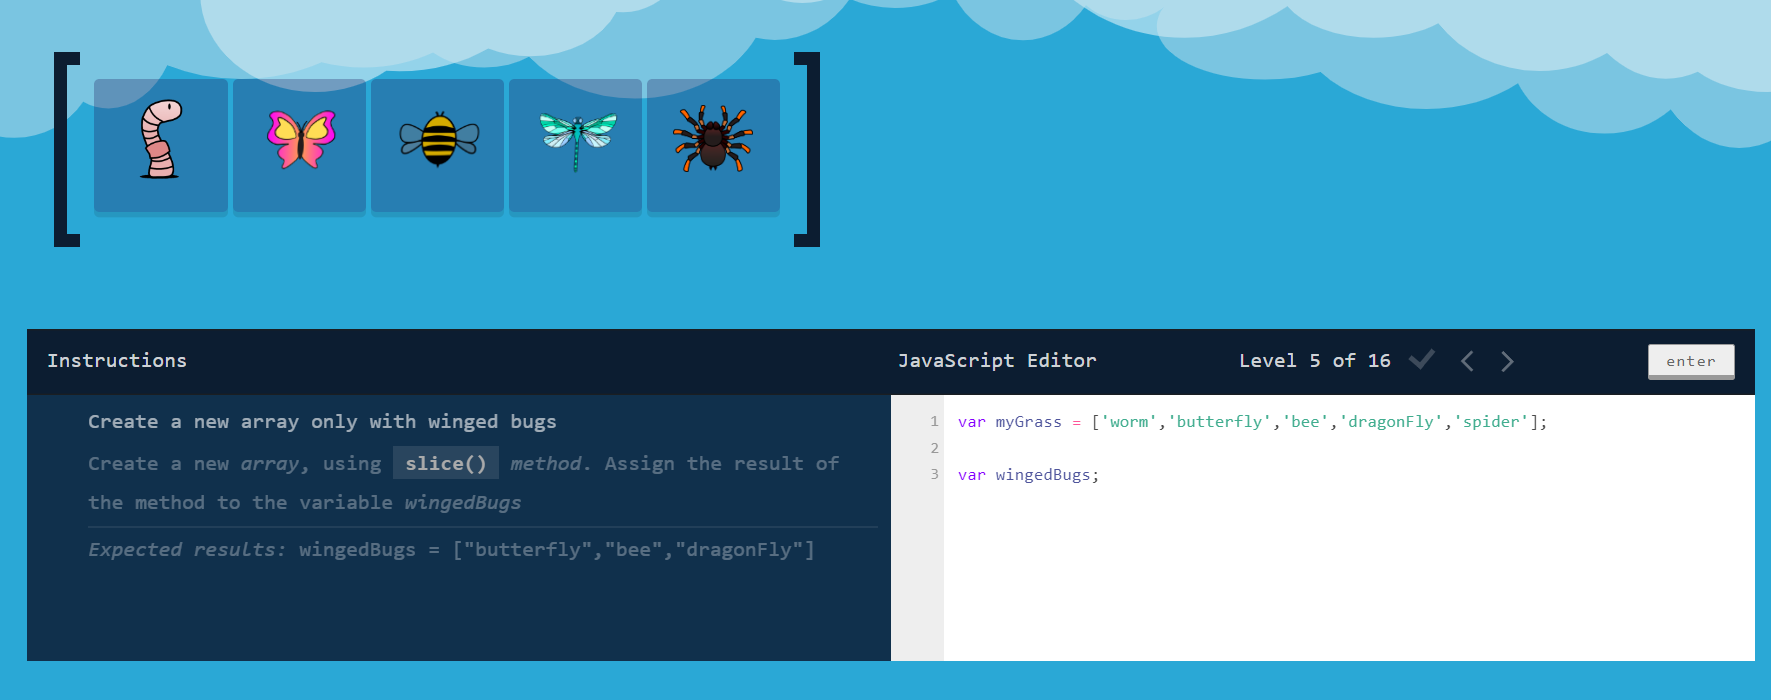 Instructions
JavaScript Editor
Level 5 of 16
enter
Create a new array only with winged bugs
Create a new array, using slice() method. Assign the result of
the method to the variable wingedBugs
Expected results: wingedBugs = ["butterfly","bee","dragonFly"]
1 var myGrass = ['worm','butterfly','bee','dragonFly','spider'];
2
3 var wingedBugs;